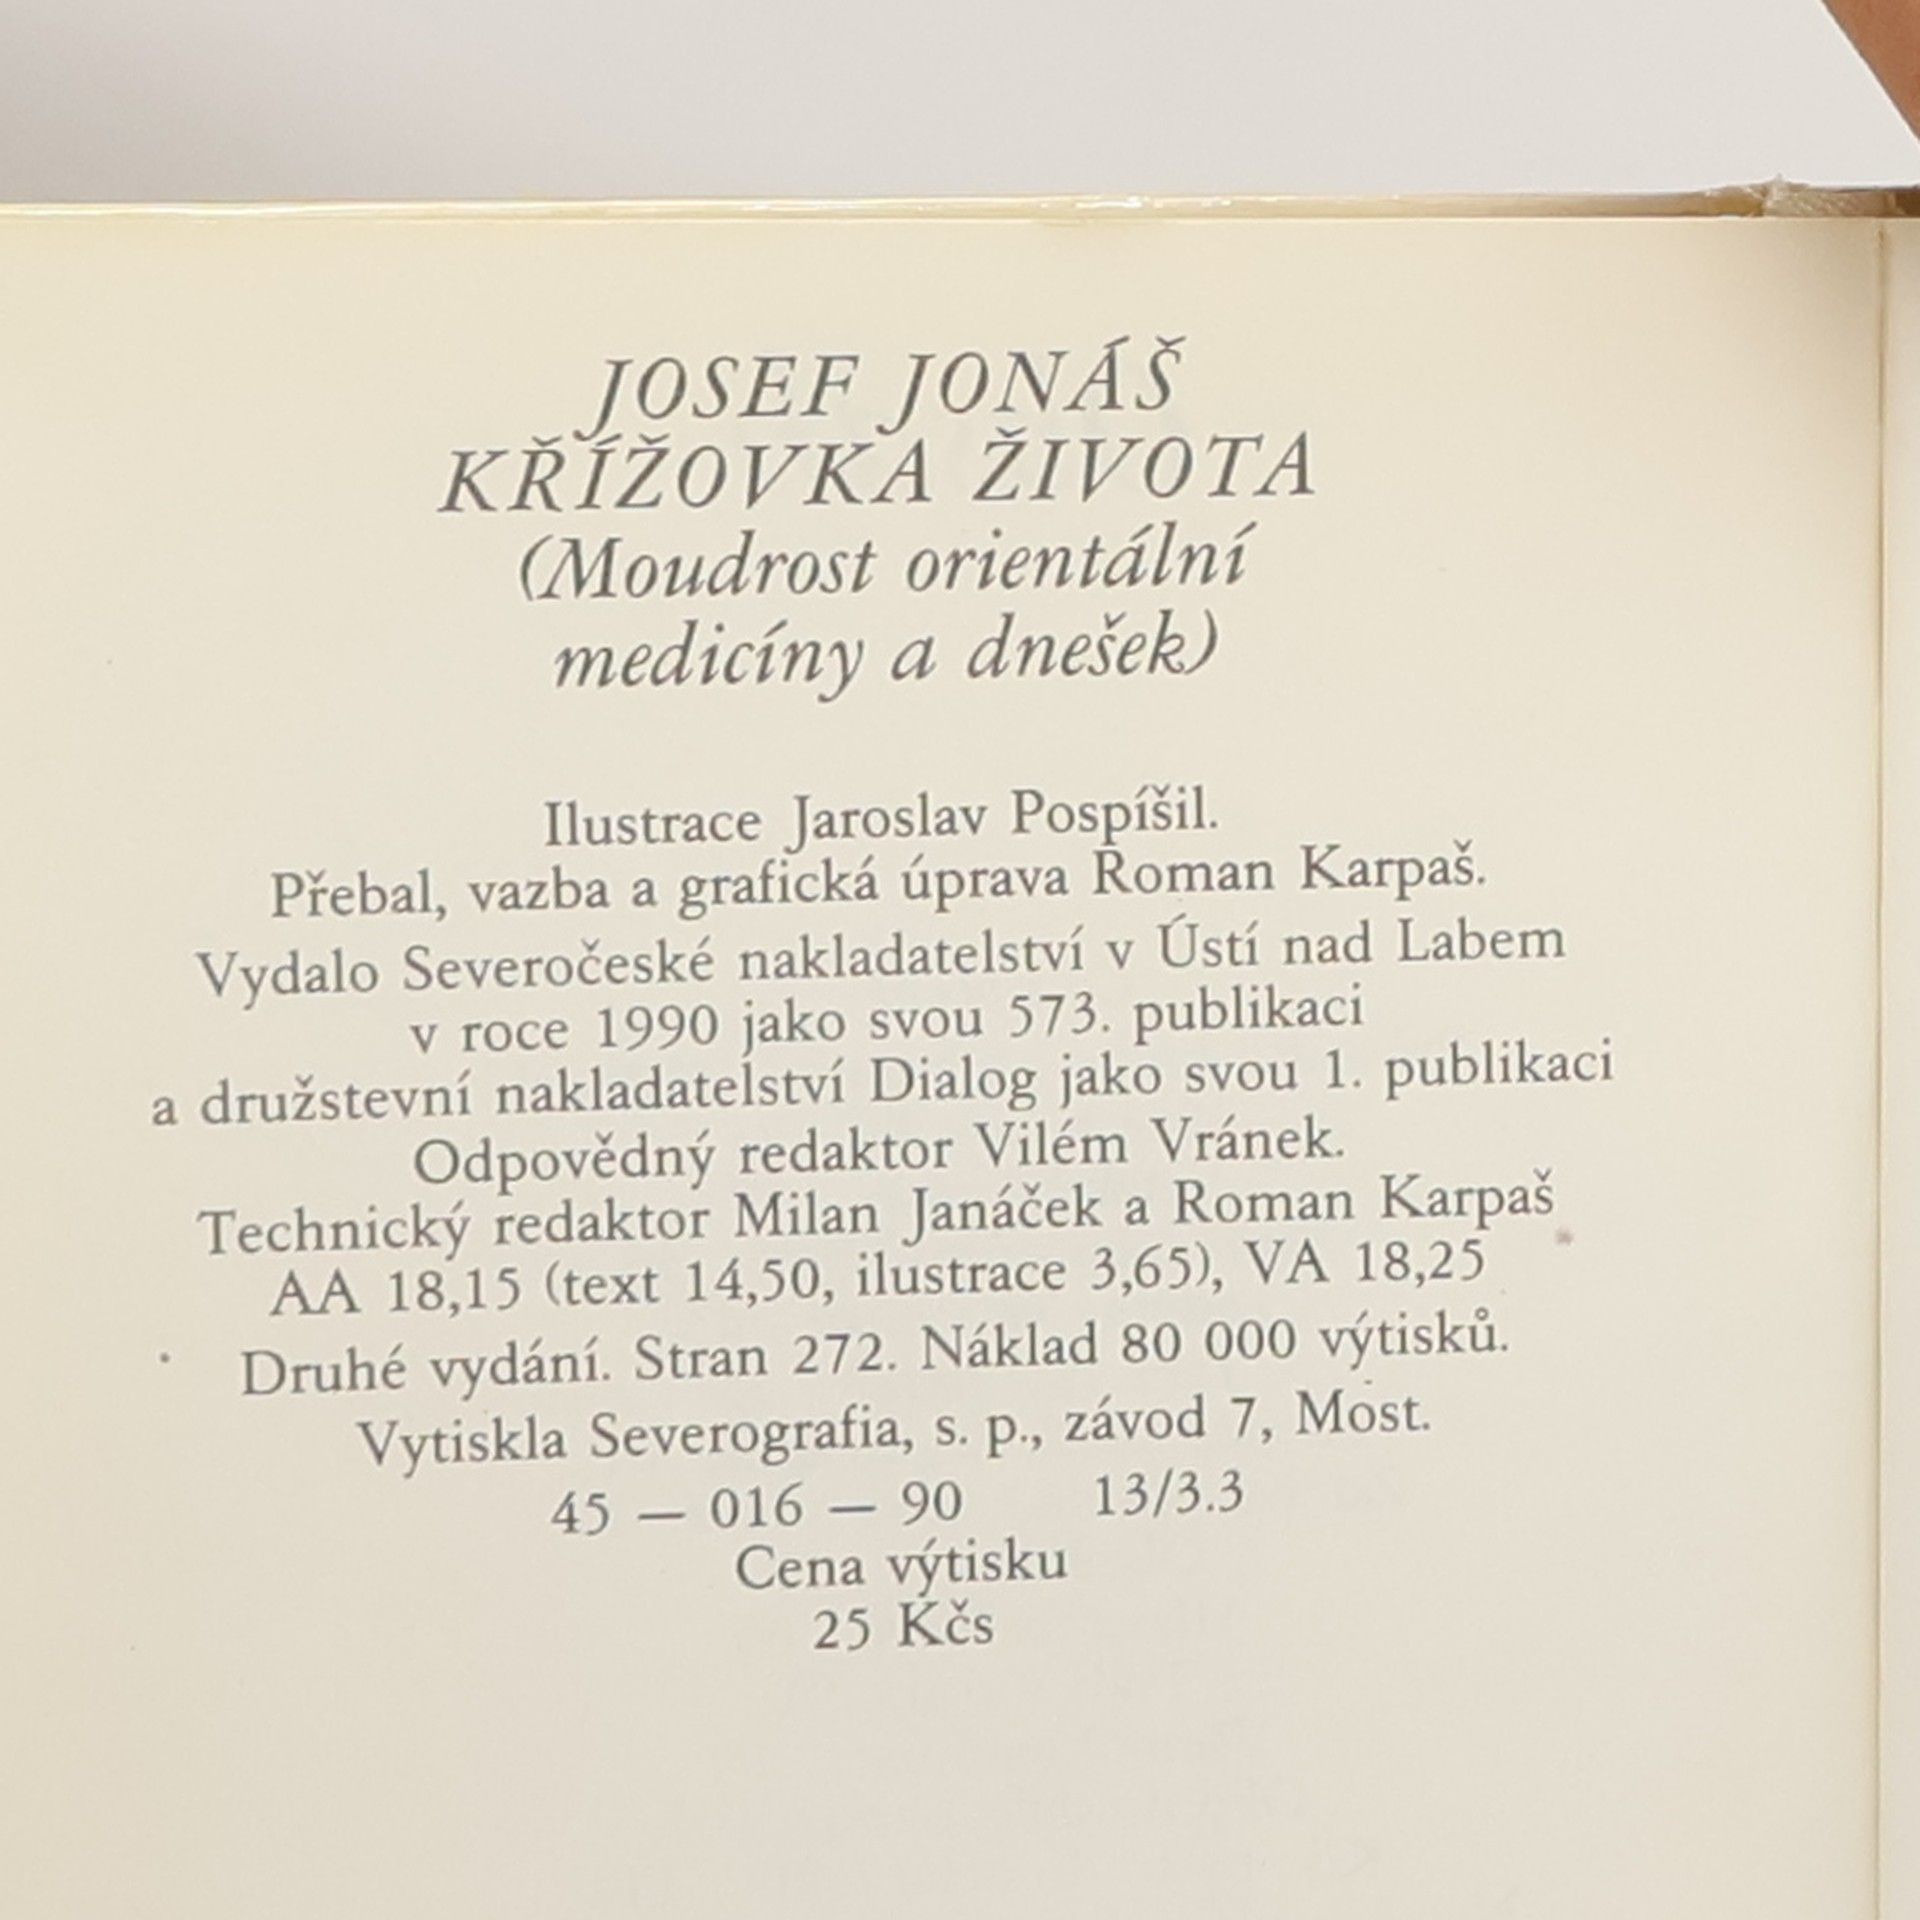 JOSEF JONÁŠ
KŘÍŽOVKA ŽIVOTA
(Moudrost orientální
medicíny a dnešek)
Ilustrace Jaroslav Pospíšil.
Přebal, vazba a grafická úprava Roman Karpaš.
Vydalo Severočeské nakladatelství v Ústí nad Labem
v roce 1990 jako svou 573. publikaci
a družstevní nakladatelství Dialog jako svou 1. publikaci
Odpovědný redaktor Vilém Vránek.
Technický redaktor Milan Janáček a Roman Karpaš
AA 18,15 (text 14,50, ilustrace 3,65), VA 18,25
Druhé vydání. Stran 272. Náklad 80 000 výtisků.
Vytiskla Severografia, s. p., závod 7, Most.
45 — 016 — 90 13/3.3
Cena výtisku
25 Kčs